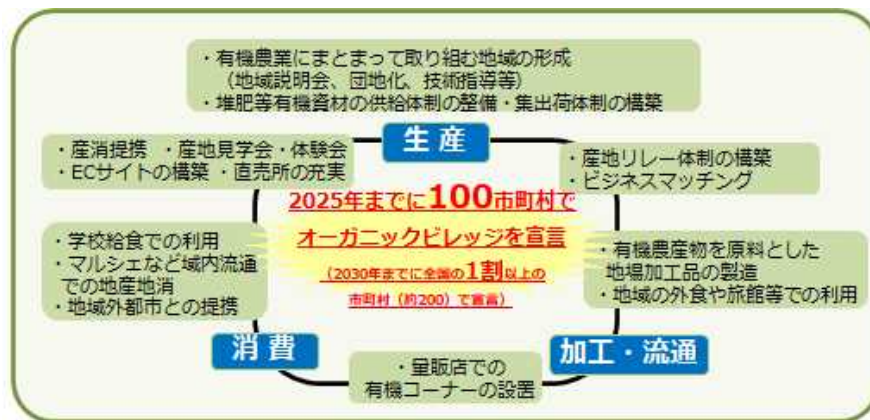 ・有機農業にまとまって取り組む地域の形成
（地域説明会、団地化、技術指導等）
・堆肥等有機資材の供給体制の整備・集出荷体制の構築
生 産
・産消提携 ・産地見学会・体験会
・ECサイトの構築 ・直売所の充実
・産地リレー体制の構築
・ビジネスマッチング
2025年までに100市町村で
オーガニックビレッジを宣言
（2030年までに全国の1割以上の
市町村（約200）で宣言）
・学校給食での利用
・マルシェなど域内流通
での地産地消
・地域外都市との提携
・有機農産物を原料とした
地場加工品の製造
・地域の外食や旅館等での利用
消 費
加工・流通
・量販店での
有機コーナーの設置